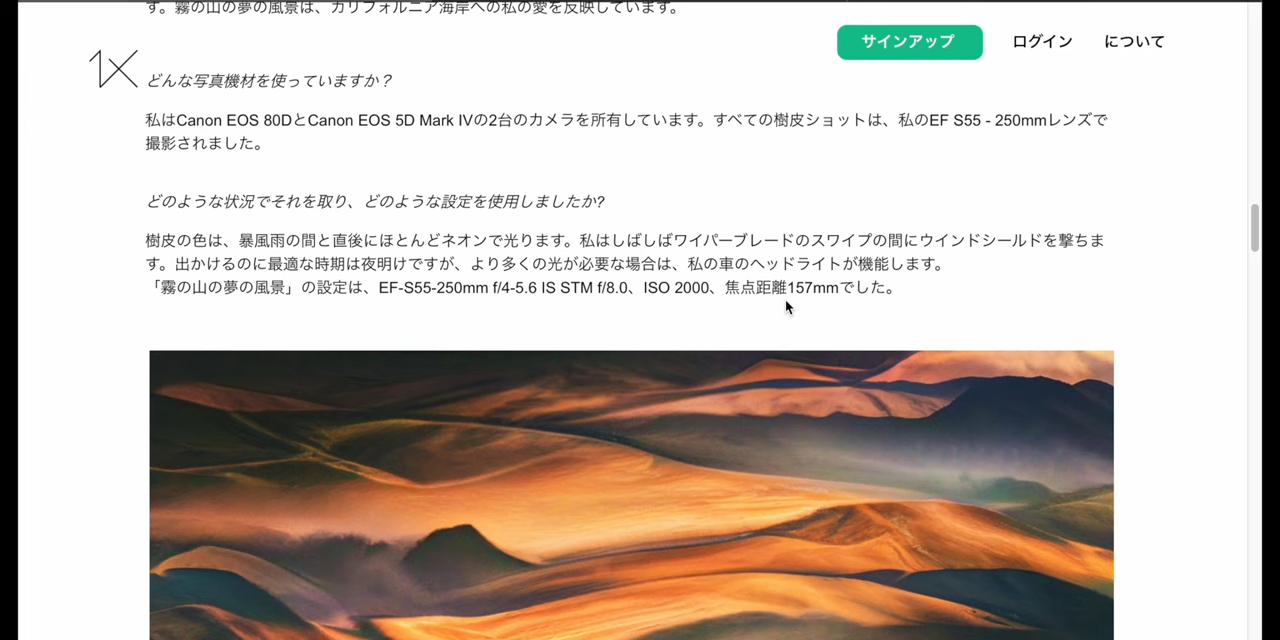 す。霧の山の夢の風景は、カリフォルニア海岸への私の愛を反映しています。
サインアップ
ログイン
について
1X
どんな写真機材を使っていますか？
私はCanon EOS 80DとCanon EOS 5D Mark IVの2台のカメラを所有しています。すべての樹皮ショットは、私のEF S55 - 250mmレンズで
撮影されました。
どのような状況でそれを取り、どのような設定を使用しましたか?
樹皮の色は、暴風雨の間と直後にほとんどネオンで光ります。私はしばしばワイパーブレードのスワイプの間にウインドシールドを撃ちま
す。出かけるのに最適な時期は夜明けですが、より多くの光が必要な場合は、私の車のヘッドライトが機能します。
「霧の山の夢の風景」の設定は、EF-S55-250mm f/4-5.6 IS STM f/8.0、ISO 2000、焦点距離157mmでした。